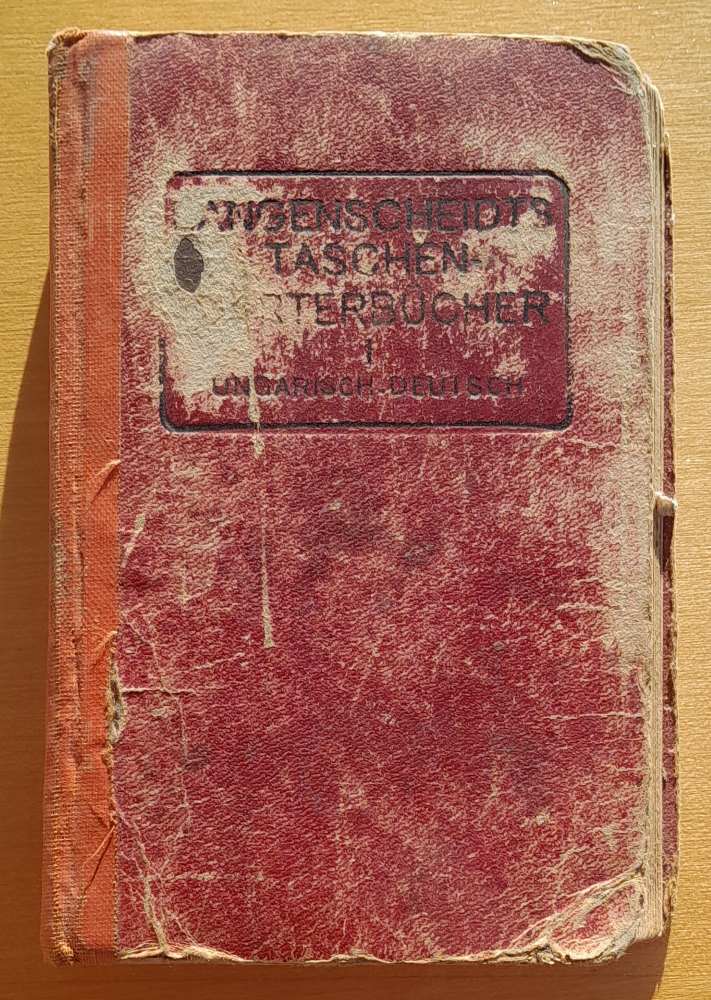 LANGENSCHEIDTS
TASCHEN-
WÖRTERBÜCHER
I
UNGARISCH-DEUTSCH